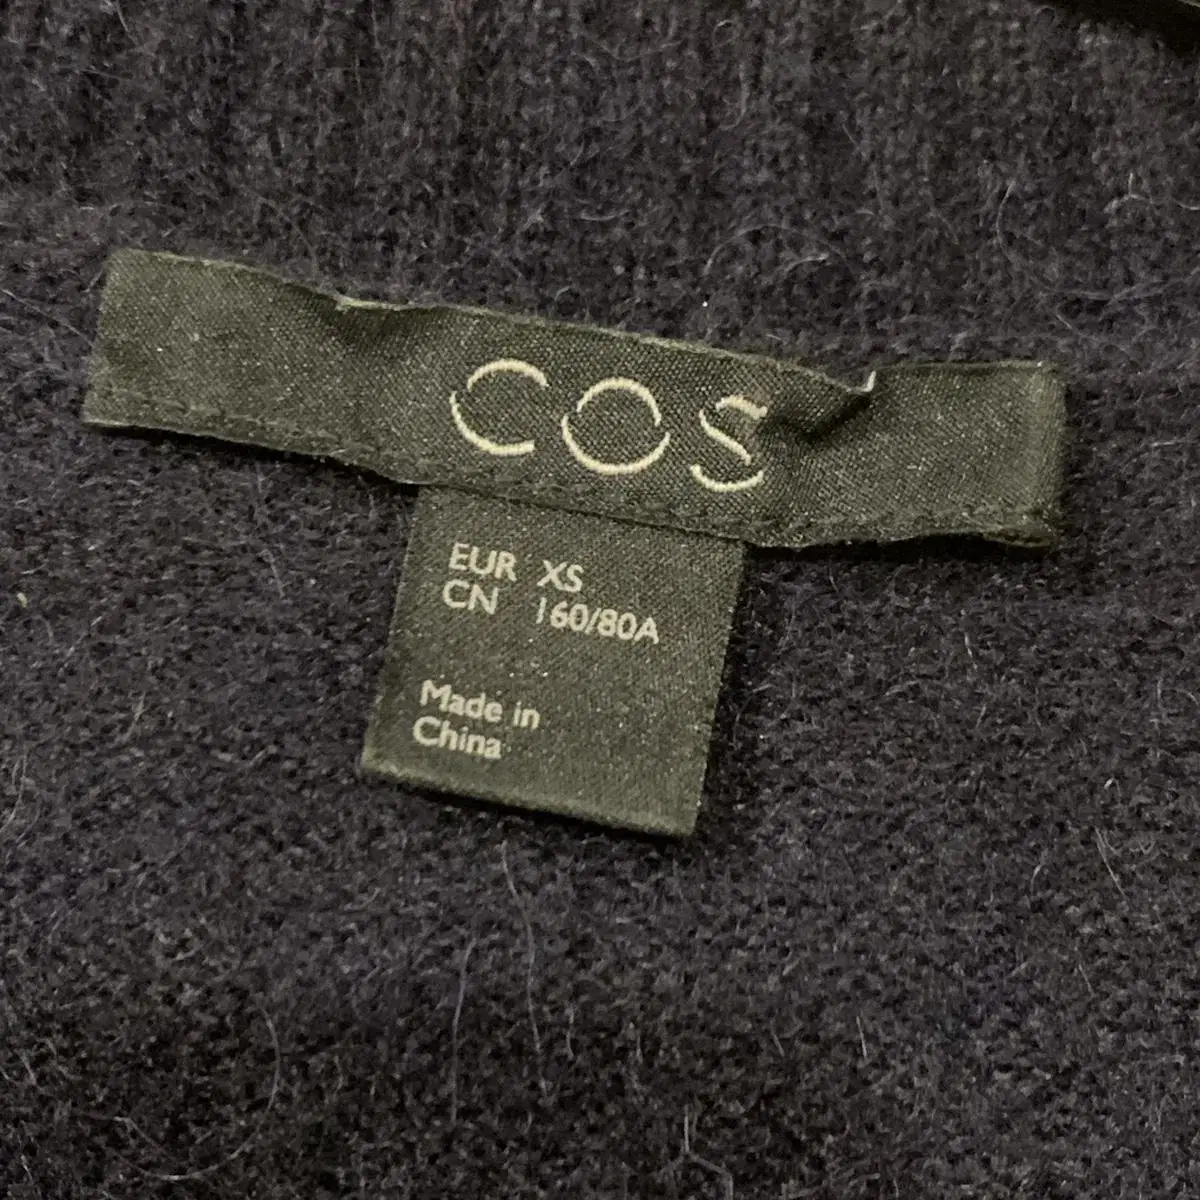 COS
EUR XS
CN 160/80A
Made in
China